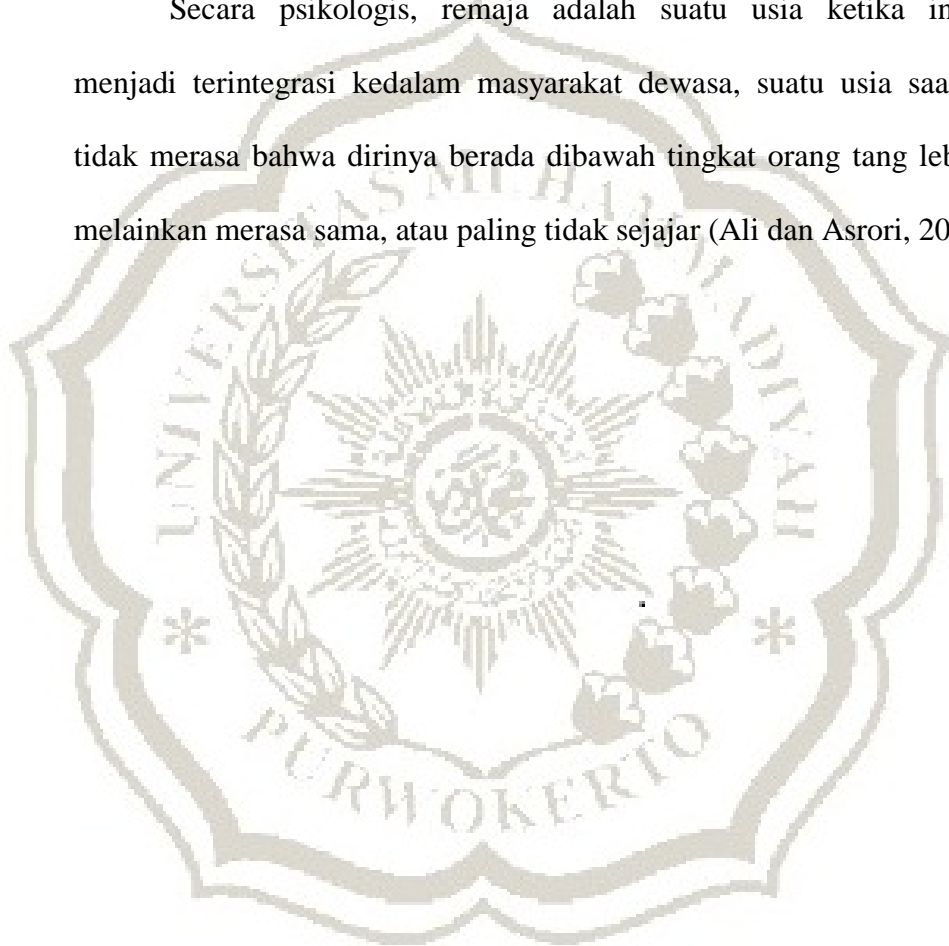 Secara psikologis, remaja adalah suatu usia ketika in
menjadi terintegrasi kedalam masyarakat dewasa, suatu usia saa
tidak merasa bahwa dirinya berada dibawah tingkat orang tang leb
melainkan merasa sama, atau paling tidak sejajar (Ali dan Asrori, 20
UNIVERSITAS MUHAMMADIYAH
PURWOKERTO